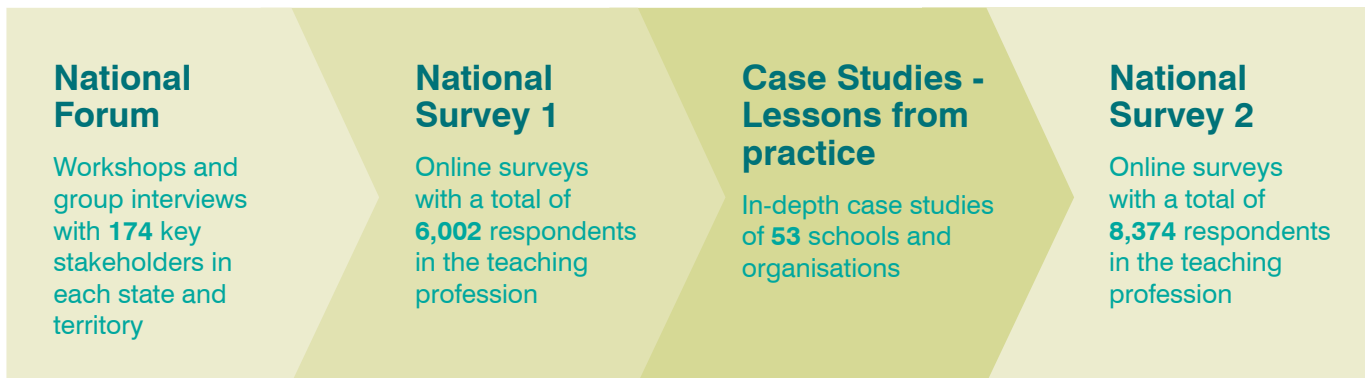 National
Forum
Workshops and
group interviews
with 174 key
stakeholders in
each state and
territory
National
Survey 1
Online surveys
with a total of
6,002 respondents
in the teaching
profession
Case Studies -
Lessons from
practice
In-depth case studies
of 53 schools and
organisations
National
Survey 2
Online surveys
with a total of
8,374 respondents
in the teaching
profession